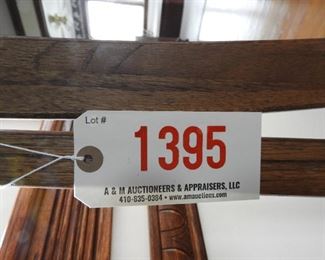 Lot #
1395
A & M AUCTIONEERS & APPRAISERS, LLC
410-835-0384 • www.amauctions.com